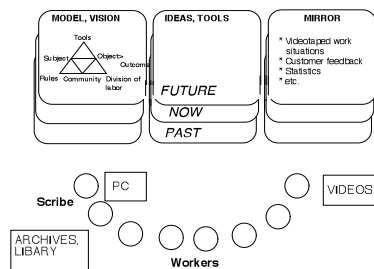 MODEL, VISION
Tools
Subject
Object>
Outcome
Rules
Community
Division of
labor
IDEAS, TOOLS
FUTURE
NOW
PAST
MIRROR
* Videotaped work
situations
* Customer feedback
* Statistics
* etc.
PC
VIDEOS
Scribe
ARCHIVES,
LIBARY
Workers